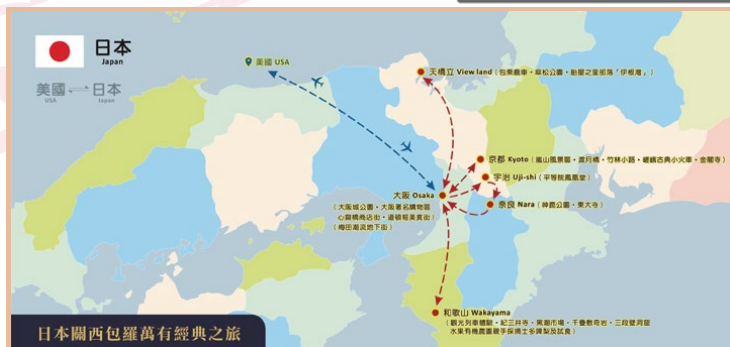 日本
Japan
美國 日本
USA Japan
美國 USA
天橋立 View land（包乘纜車・傘松公園・船屋之里部落「伊根灣」）
京都 Kyoto（嵐山風景區・渡月橋・竹林小路・嵯峨古典小火車・金閣寺）
宇治 Uji-shi（平等院鳳凰堂）
大阪 Osaka
（大阪城公園・大阪著名購物區
心齋橋商店街・道頓堀美食街）
（梅田潮流地下街）
奈良 Nara（神鹿公園・東大寺）
和歌山 Wakayama
（觀光列車體驗・紀三井寺・黑潮市場・千疊敷奇岩・三段壁洞窟
水果有機農園親手採摘士多啤梨及試食）
日本關西包羅萬有經典之旅